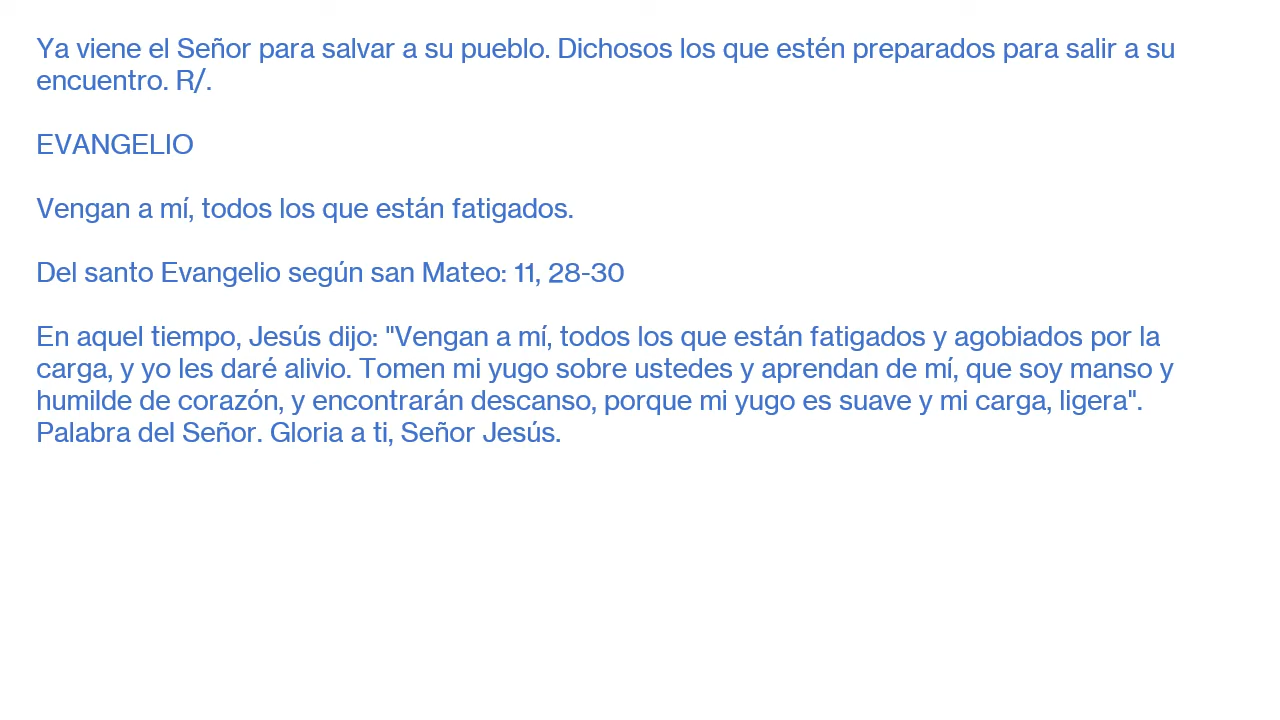 Ya viene el Señor para salvar a su pueblo. Dichosos los que estén preparados para salir a su
encuentro. R/.
EVANGELIO
Vengan a mí, todos los que están fatigados.
Del santo Evangelio según san Mateo: 11, 28-30
En aquel tiempo, Jesús dijo: "Vengan a mí, todos los que están fatigados y agobiados por la
carga, y yo les daré alivio. Tomen mi yugo sobre ustedes y aprendan de mí, que soy manso y
humilde de corazón, y encontrarán descanso, porque mi yugo es suave y mi carga, ligera".
Palabra del Señor. Gloria a ti, Señor Jesús.